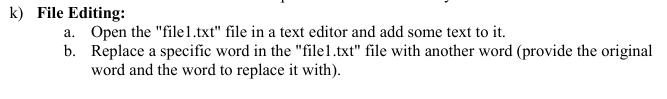 k) File Editing:
a. Open the "file1.txt" file in a text editor and add some text to it.
b. Replace a specific word in the "file1.txt" file with another word (provide the original
word and the word to replace it with).